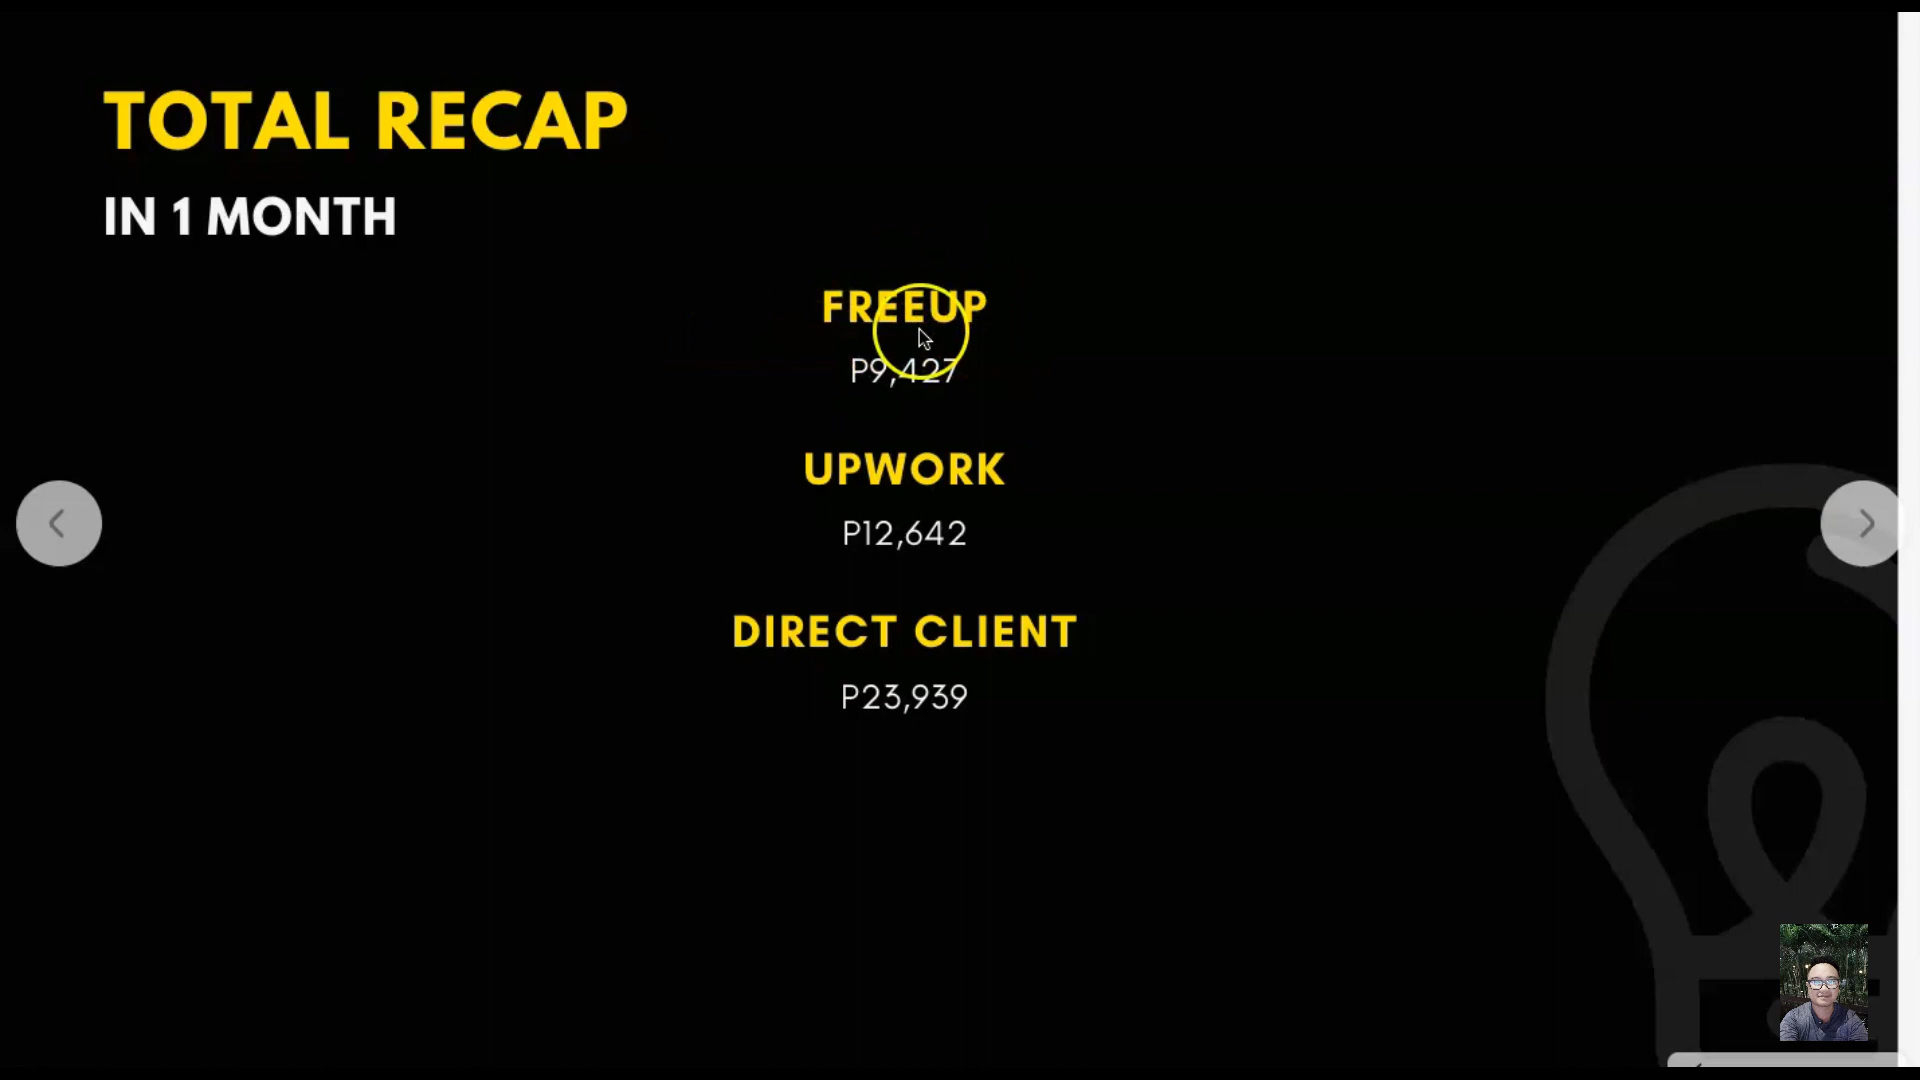 TOTAL RECAP
IN 1 MONTH
FREEUP
P9,427
UPWORK
P12,642
DIRECT CLIENT
P23,939